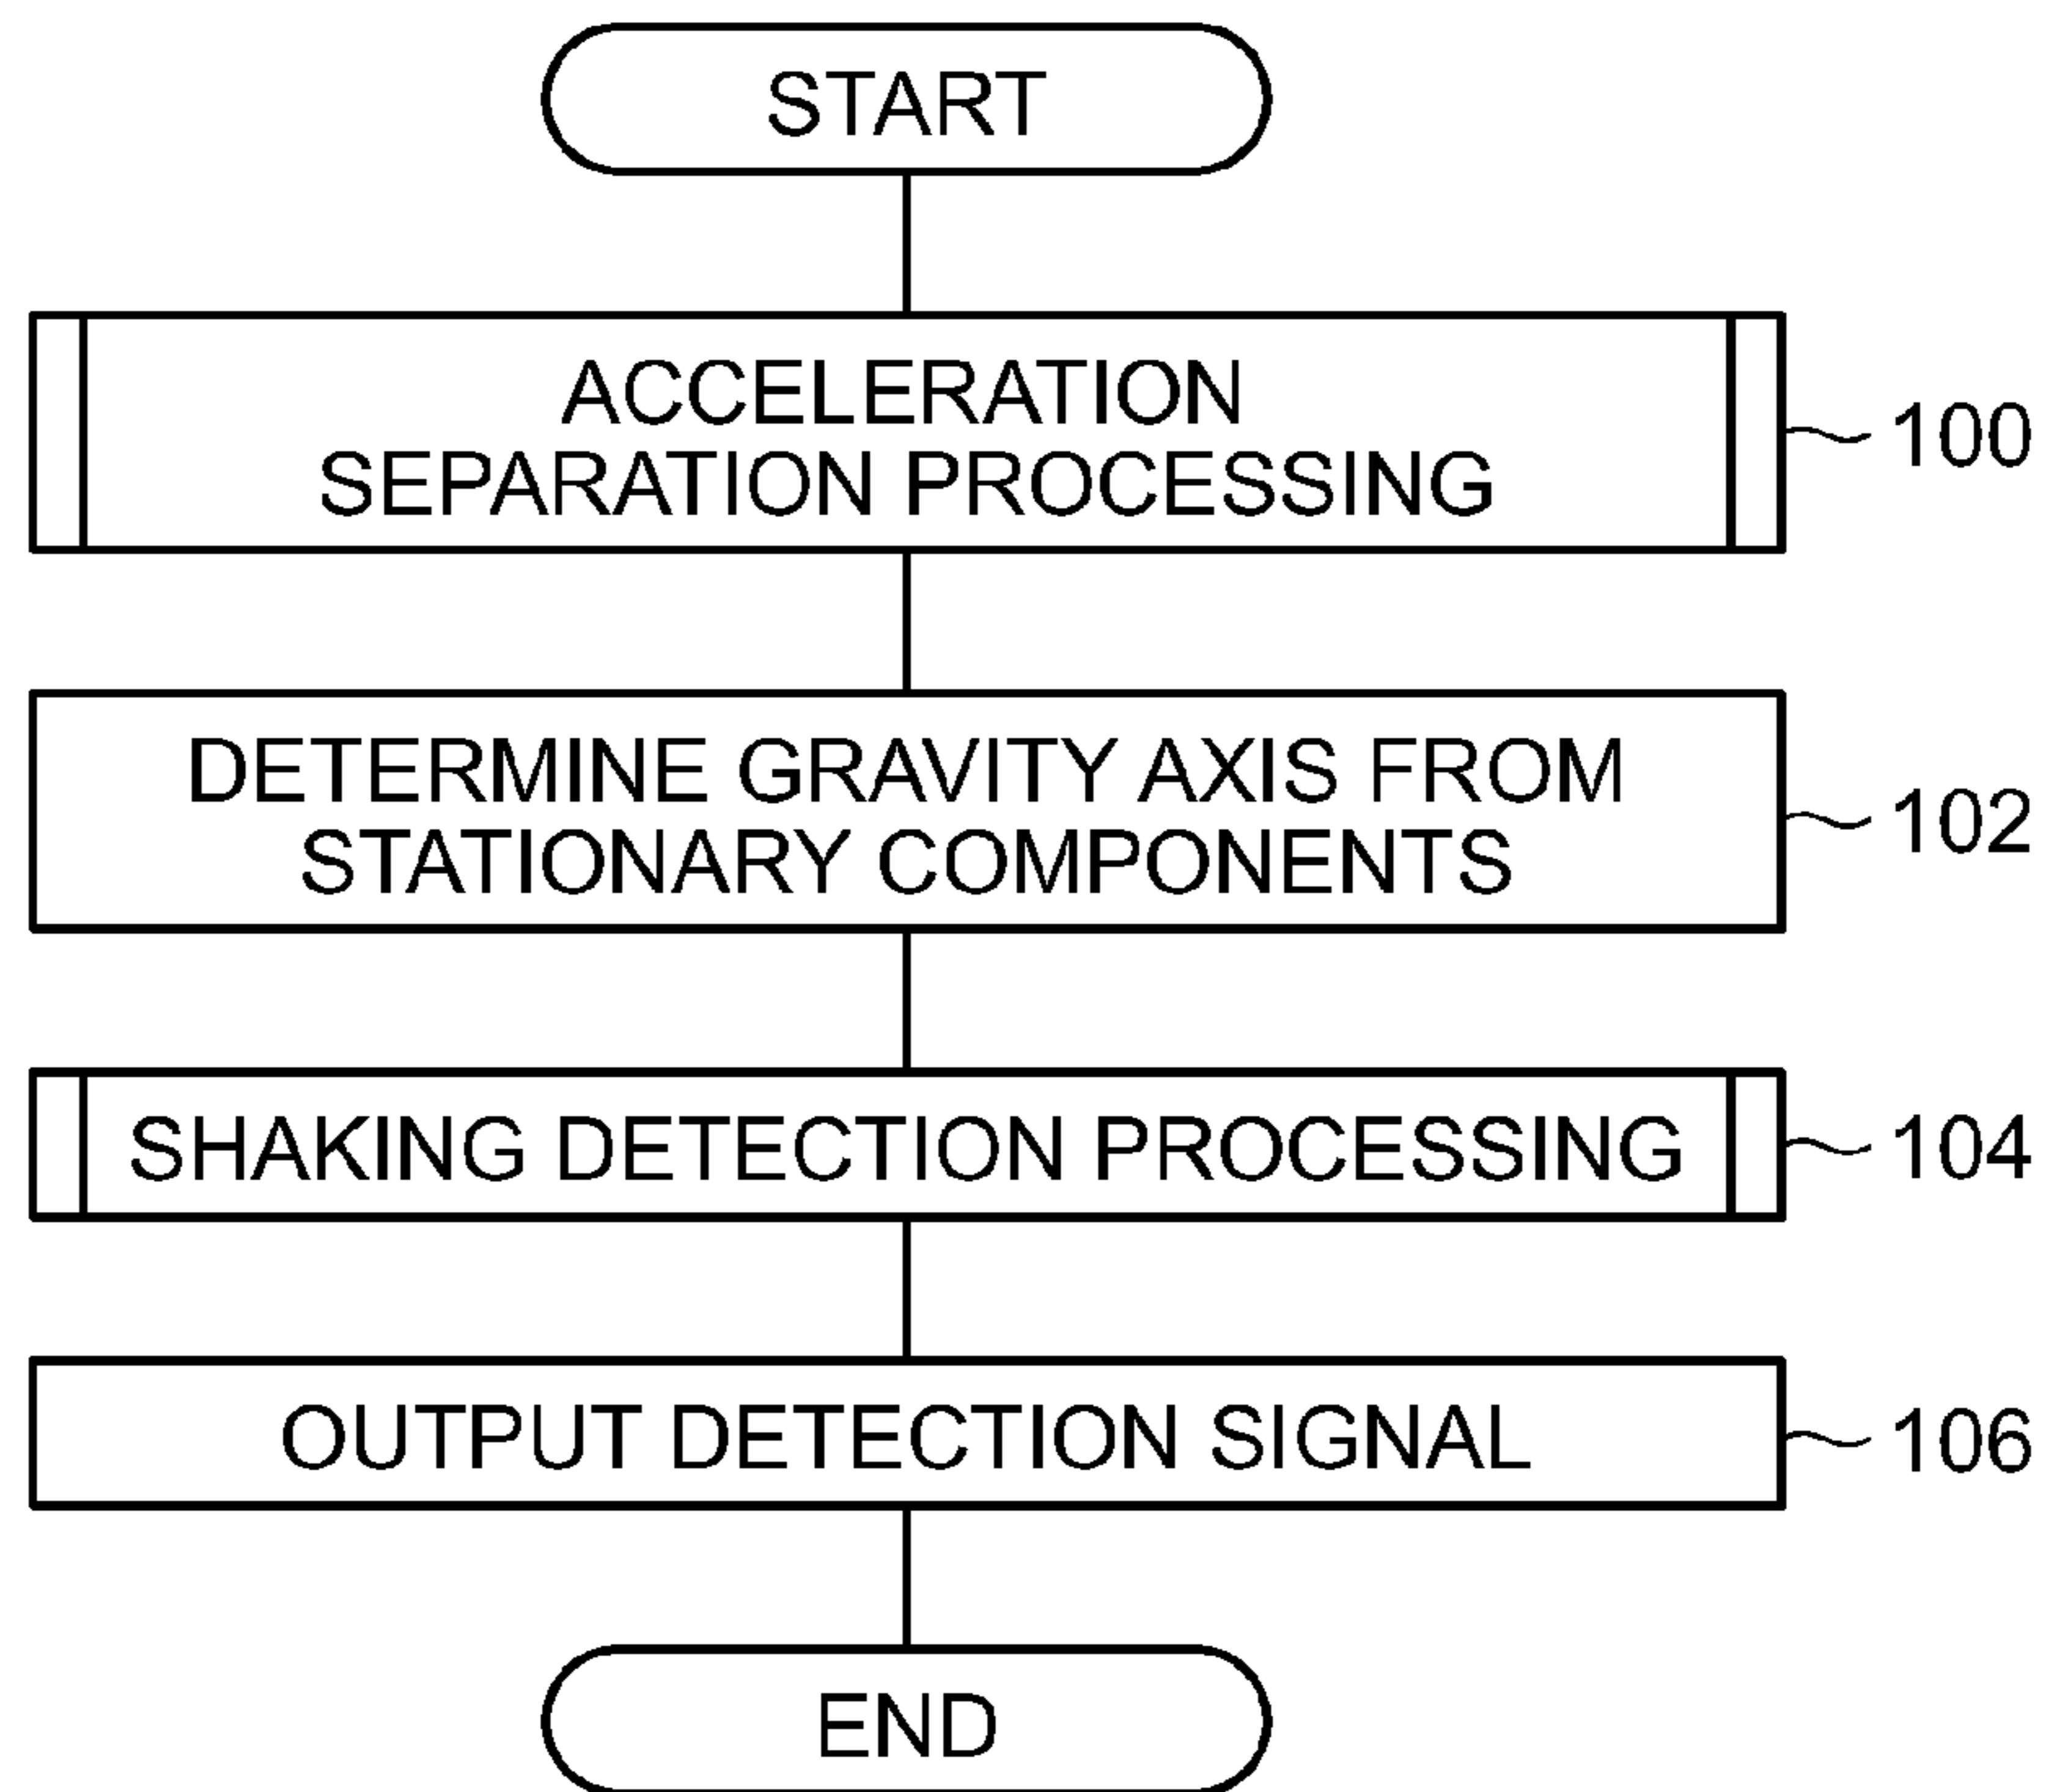 START
ACCELERATION
SEPARATION PROCESSING
100
DETERMINE GRAVITY AXIS FROM
STATIONARY COMPONENTS
102
SHAKING DETECTION PROCESSING
104
OUTPUT DETECTION SIGNAL
106
END